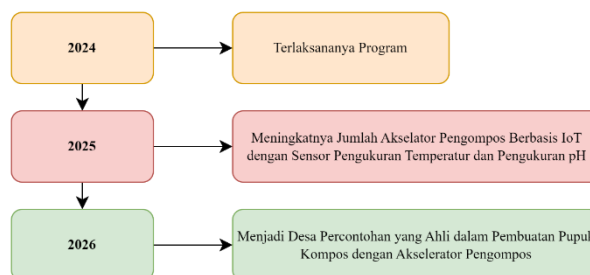 2024
Terlaksananya Program
2025
Meningkatnya Jumlah Akselator Pengompos Berbasis IoT
dengan Sensor Pengukuran Temperatur dan Pengukuran pH
2026
Menjadi Desa Percontohan yang Ahli dalam Pembuatan Pupuk
Kompos dengan Akselerator Pengompos